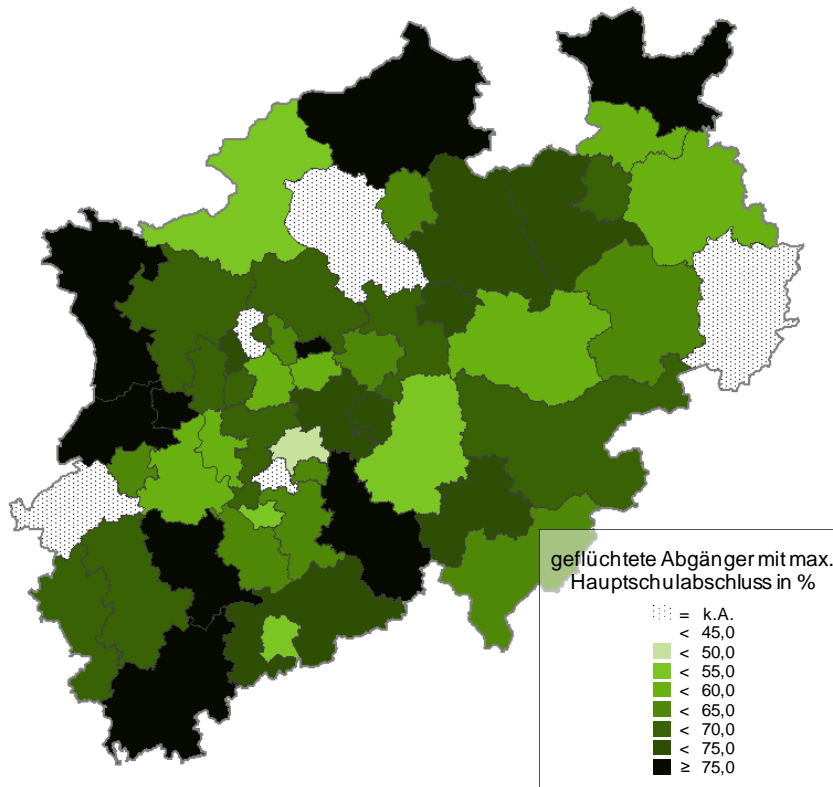 geflüchtete Abgänger mit max.
Hauptschulabschluss in %
= k.A.
< 45,0
< 50,0
< 55,0
< 60,0
< 65,0
< 70,0
< 75,0
≥ 75,0